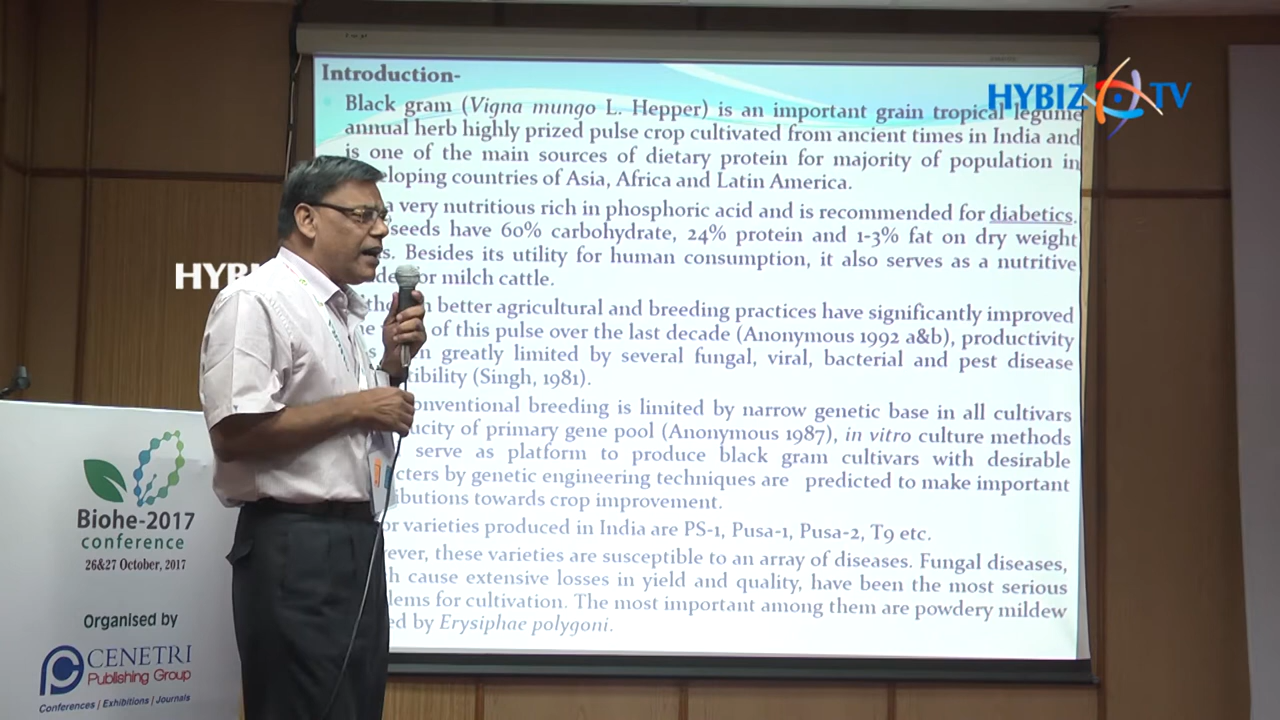 Introduction-
Black gram (Vigna mungo L. Hepper) is an important grain tropical legume
annual herb highly prized pulse crop cultivated from ancient times in India and
is one of the main sources of dietary protein for majority of population in
eloping countries of Asia, Africa and Latin America.
a very nutritious rich in phosphoric acid and is recommended for diabetics.
seeds have 60% carbohydrate, 24% protein and 1-3% fat on dry weight
Besides its utility for human consumption, it also serves as a nutritive
or milch cattle.
better agricultural and breeding practices have significantly improved
of this pulse over the last decade (Anonymous 1992 a&b), productivity
greatly limited by several fungal, viral, bacterial and pest disease
tibility (Singh, 1981).
onventional breeding is limited by narrow genetic base in all cultivars
ucity of primary gene pool (Anonymous 1987), in vitro culture methods
serve as platform to produce black gram cultivars with desirable
cters by genetic engineering techniques are predicted to make important
ibutions towards crop improvement.
or varieties produced in India are PS-1, Pusa-1, Pusa-2, T9 etc.
ever, these varieties are susceptible to an array of diseases. Fungal diseases,
h cause extensive losses in yield and quality, have been the most serious
lems for cultivation. The most important among them are powdery mildew
ed by Erysiphae polygoni.
HYBIZ TV
HYBI
Biohe-2017
conference
26&27 October, 2017
Organised by
CENETRI
Publishing Group
Conferences | Exhibitions | Journals